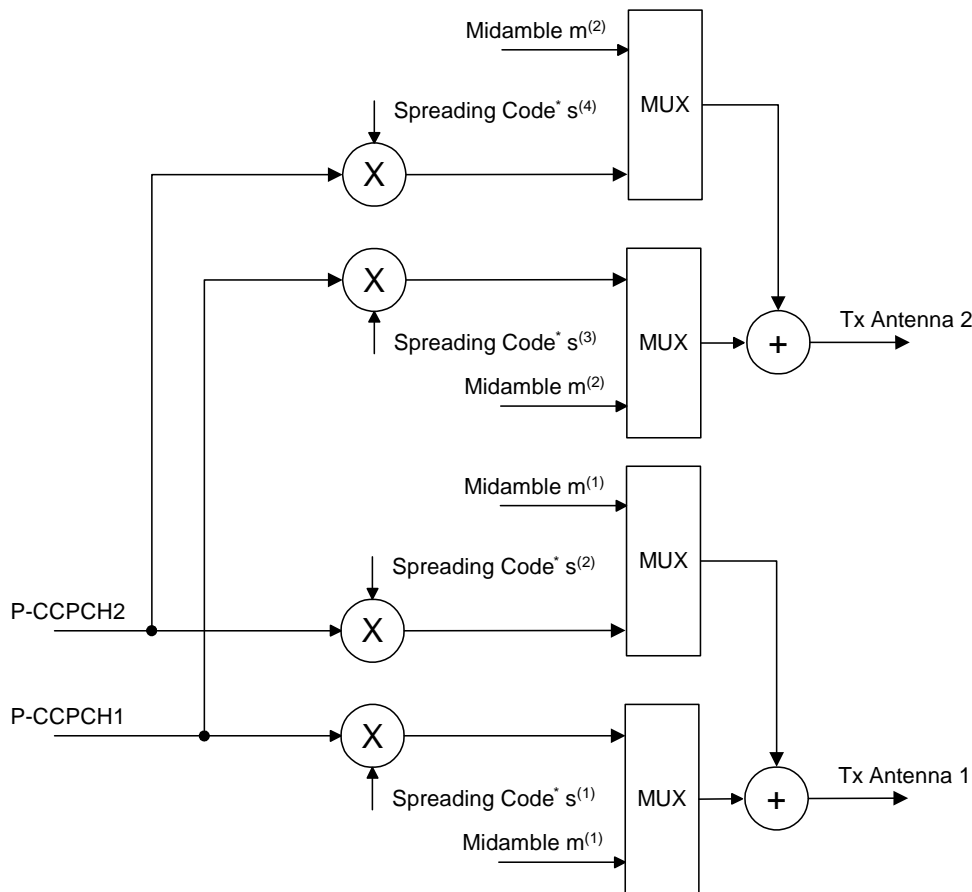 Midamble m(2)
MUX
Spreading Code* s(4)
X
X
Tx Antenna 2
Spreading Code* s(3)
MUX
+
Midamble m(2)
Midamble m(1)
MUX
Spreading Code* s(2)
P-CCPCH2
X
P-CCPCH1
X
Tx Antenna 1
MUX
+
Spreading Code* s(1)
Midamble m(1)